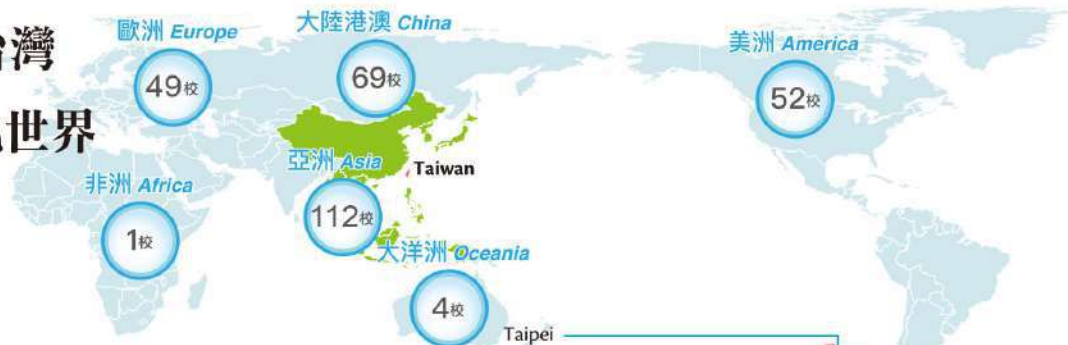 台灣
世界
歐洲 Europe
49校
大陸港澳 China
69校
美洲 America
52校
非洲 Africa
1校
亞洲 Asia
112校
Taiwan
大洋洲 Oceania
4校
Taipei